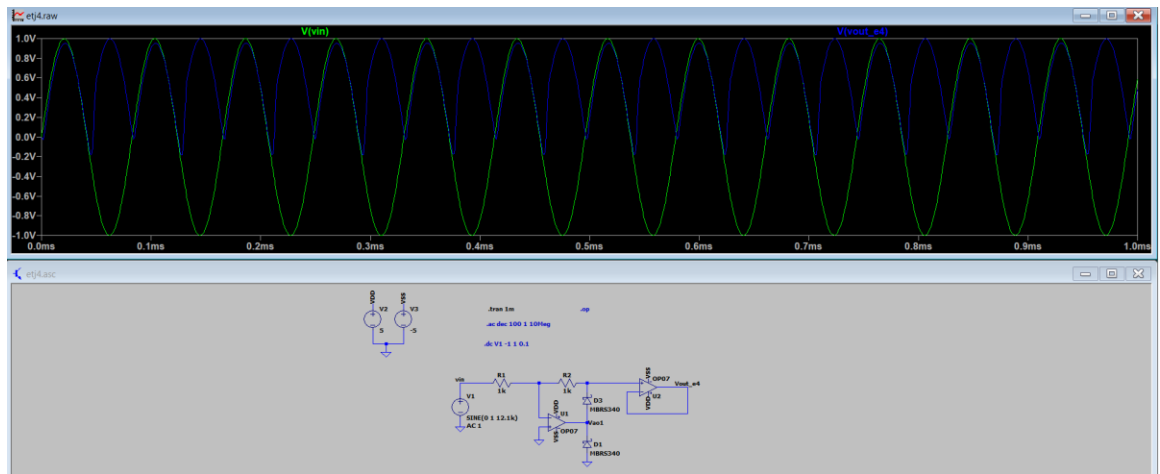 etj4.raw
V(vin) V(vout_e4)
1.0V
0.8V
0.6V
0.4V
0.2V
0.0V
-0.2V
-0.4V
-0.6V
-0.8V
-1.0V
0.0ms 0.1ms 0.2ms 0.3ms 0.4ms 0.5ms 0.6ms 0.7ms 0.8ms 0.9ms 1.0ms
etj4.asc
VDD VSS
V2 V3
5 -5
.tran 1m .op
.ac dec 100 1 10Meg
.dc V1 -1 1 0.1
vin R1 R2 VSS OP07
1k 1k Vout_e4
VDD U2
V1 VDD U1 D3
MBRS340
SINE(0 1 12.1k) VSS OP07 Vao1
AC 1
D1
MBRS340